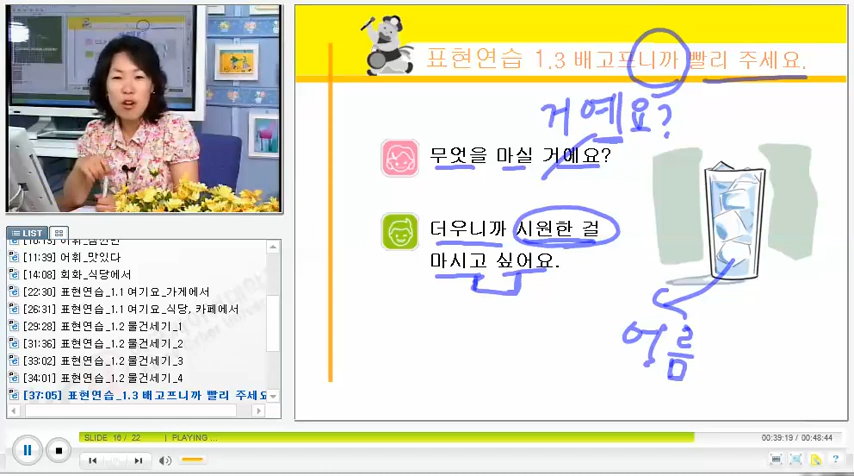 표현연습 1.3 배고프니까 빨리 주세요.
거예요?
무엇을 마실 거에요?
더우니까 시원한 걸
마시고 싶어요.
얼음
LIST
[11:39] 어휘_맛있다
[14:08] 회화_식당에서
[22:30] 표현연습_1.1 여기요_가게에서
[26:31] 표현연습_1.1 여기요_식당, 카페에서
[29:28] 표현연습_1.2 물건세기_1
[31:36] 표현연습_1.2 물건세기_2
[33:02] 표현연습_1.2 물건세기_3
[34:01] 표현연습_1.2 물건세기_4
[37:05] 표현연습_1.3 배고프니까 빨리 주세요
SLIDE 16 / 22 | PLAYING ...
00:39:19 / 00:48:44